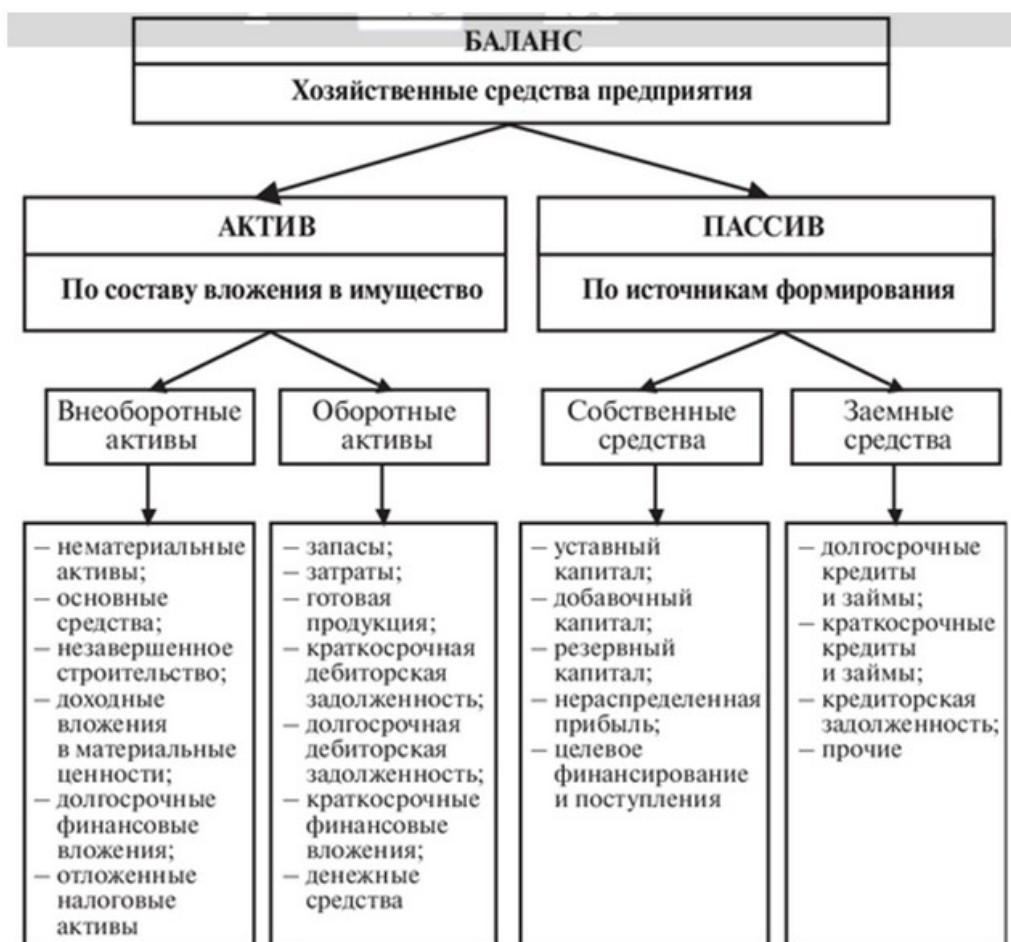 БАЛАНС
Хозяйственные средства предприятия
АКТИВ
По составу вложения в имущество
ПАССИВ
По источникам формирования
Внеоборотные
активы
Оборотные
активы
Собственные
средства
Заемные
средства
– нематериальные
активы;
– основные
средства;
– незавершенное
строительство;
– доходные
вложения
в материальные
ценности;
– долгосрочные
финансовые
вложения;
– отложенные
налоговые
активы
– запасы;
– затраты;
– готовая
продукция;
– краткосрочная
дебиторская
задолженность;
– долгосрочная
дебиторская
задолженность;
– краткосрочные
финансовые
вложения;
– денежные
средства
– уставный
капитал;
– добавочный
капитал;
– резервный
капитал;
– нераспределенная
прибыль;
– целевое
финансирование
и поступления
– долгосрочные
кредиты
и займы;
– краткосрочные
кредиты
и займы;
– кредиторская
задолженность;
– прочие